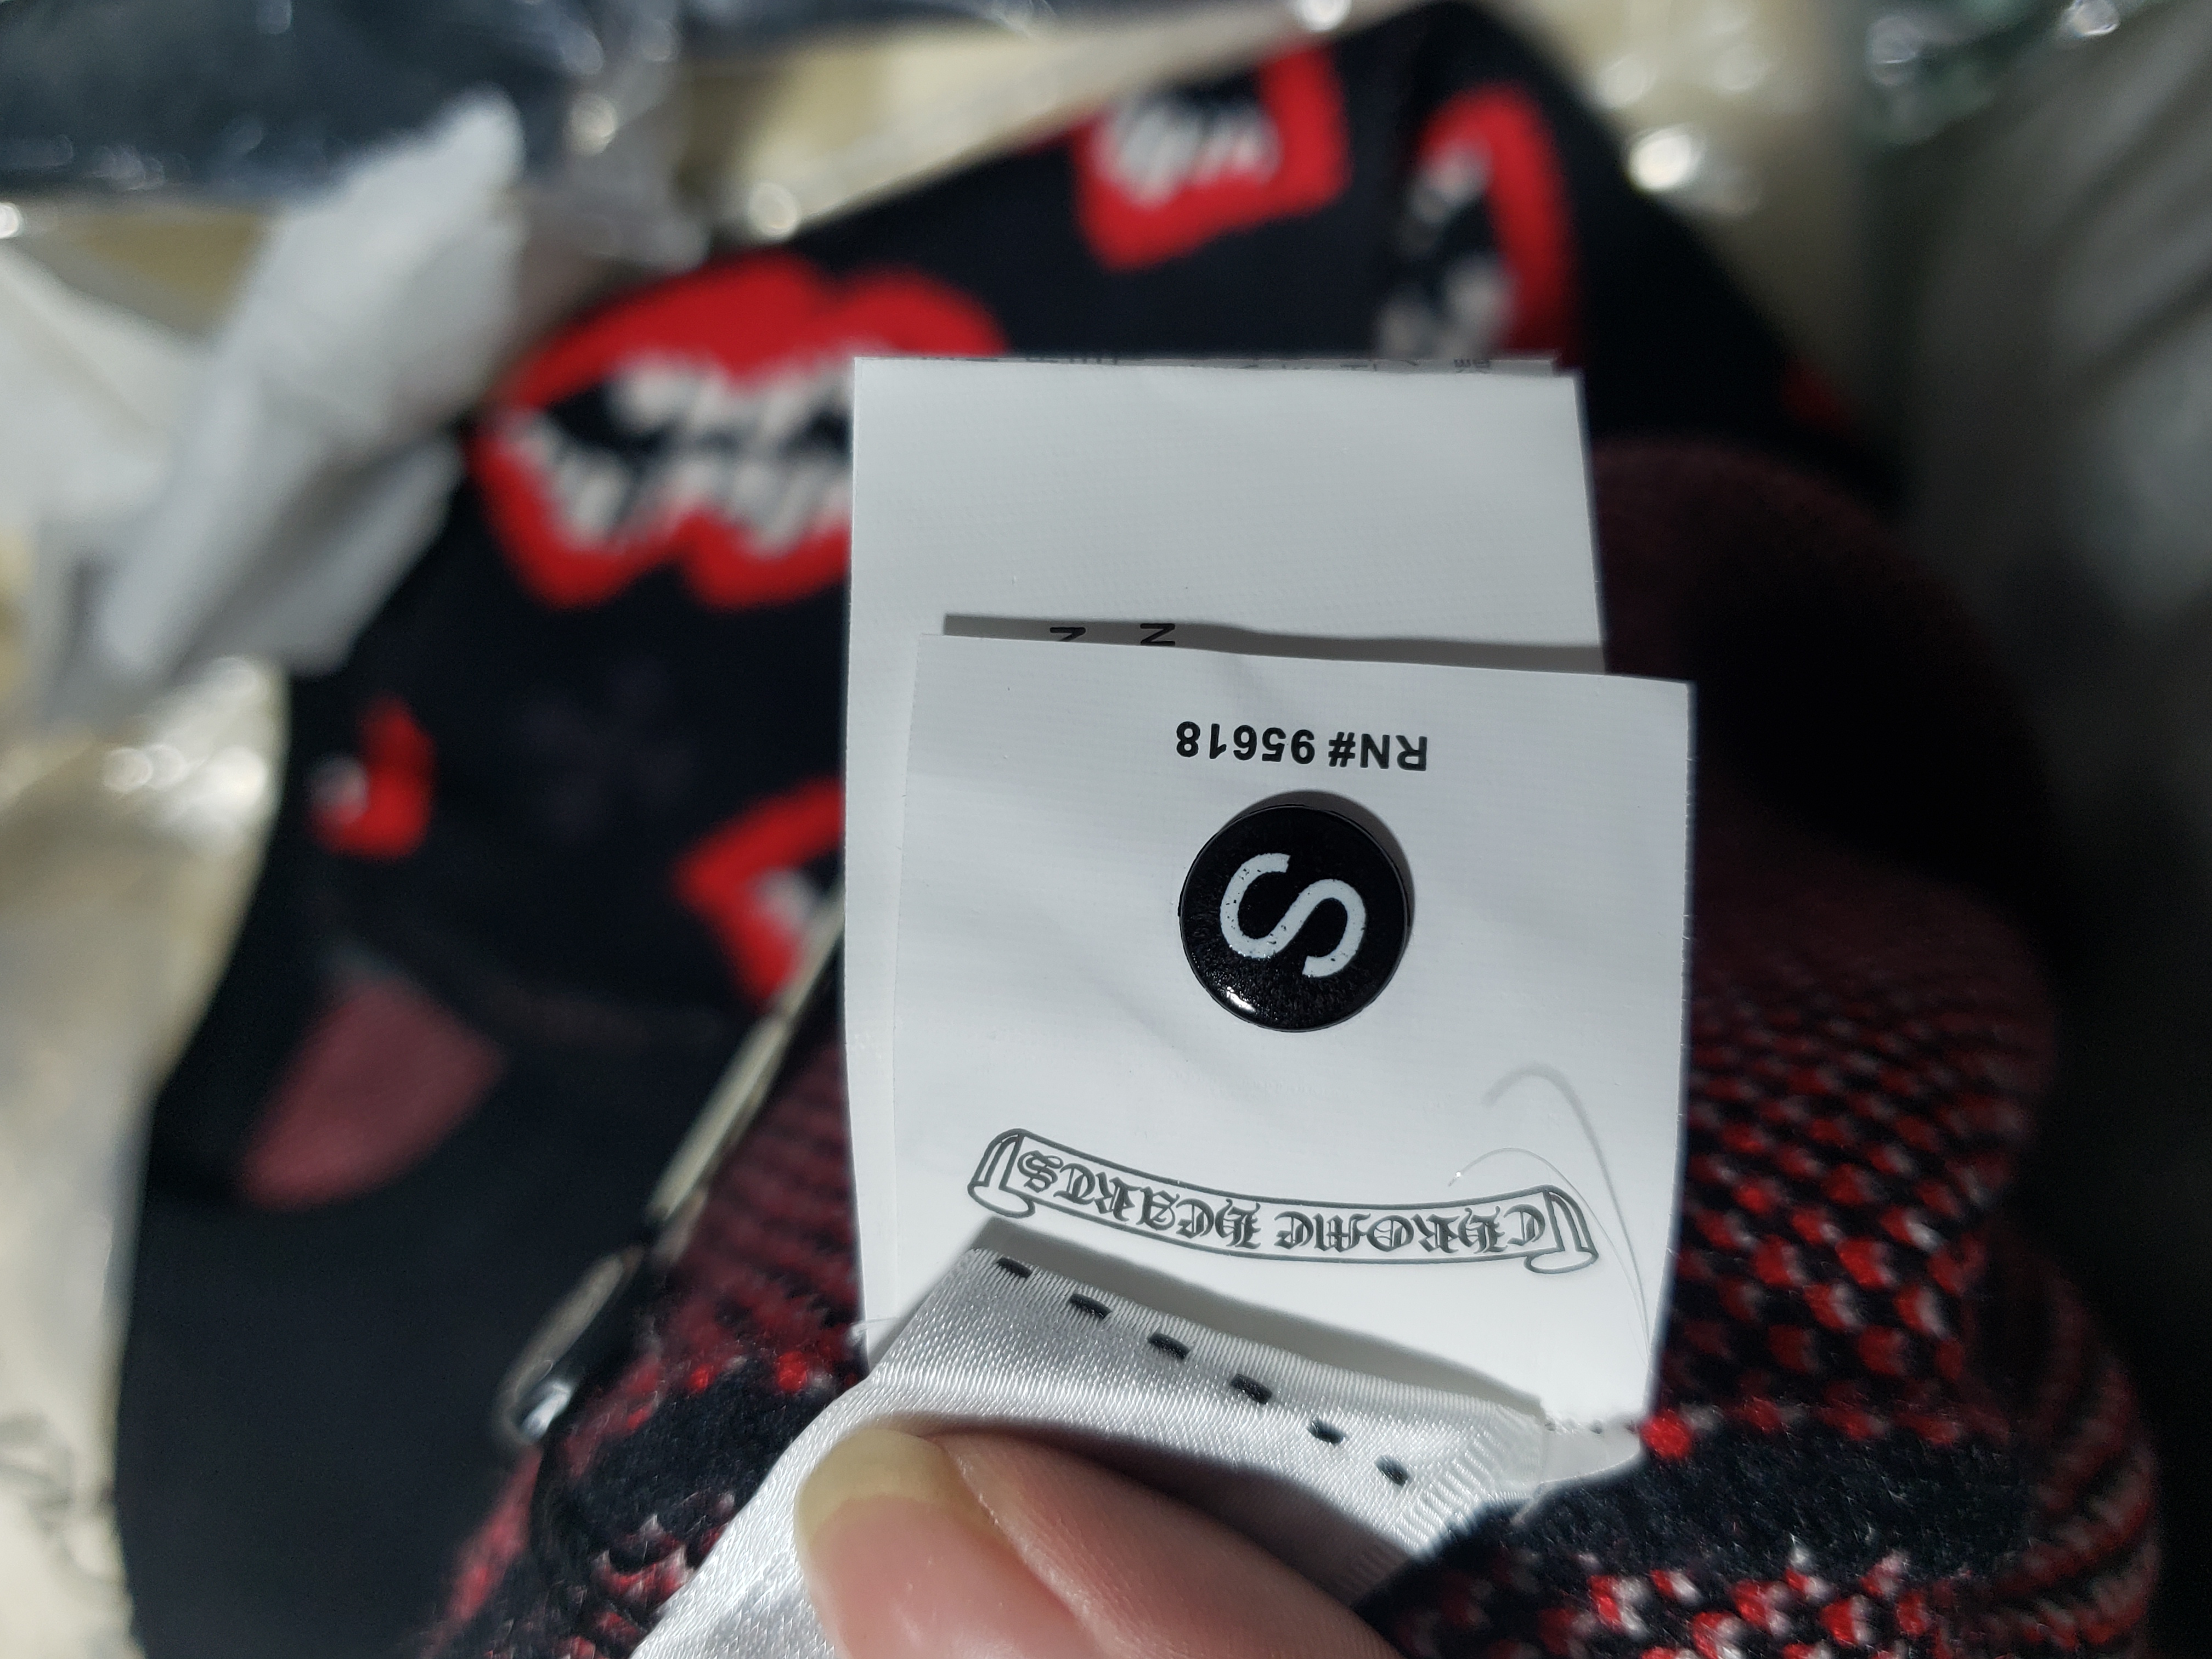 CHROME HEARTS
S
RN# 95618
N N